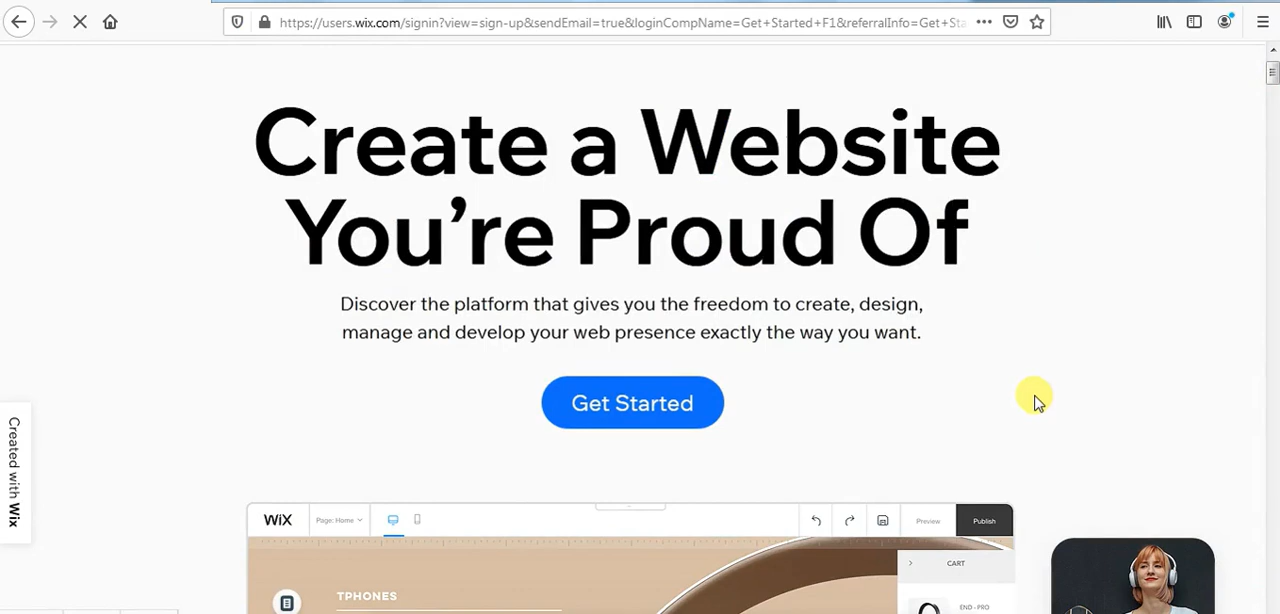 https://users.wix.com/signin?view=sign-up&sendEmail=true&loginCompName=Get+Started+F1&referralInfo=Get+Sta
Create a Website
You're Proud Of
Discover the platform that gives you the freedom to create, design,
manage and develop your web presence exactly the way you want.
Get Started
Created with Wix
WiX
Page: Home
Preview
Publish
CART
TPHONES
END - PRO